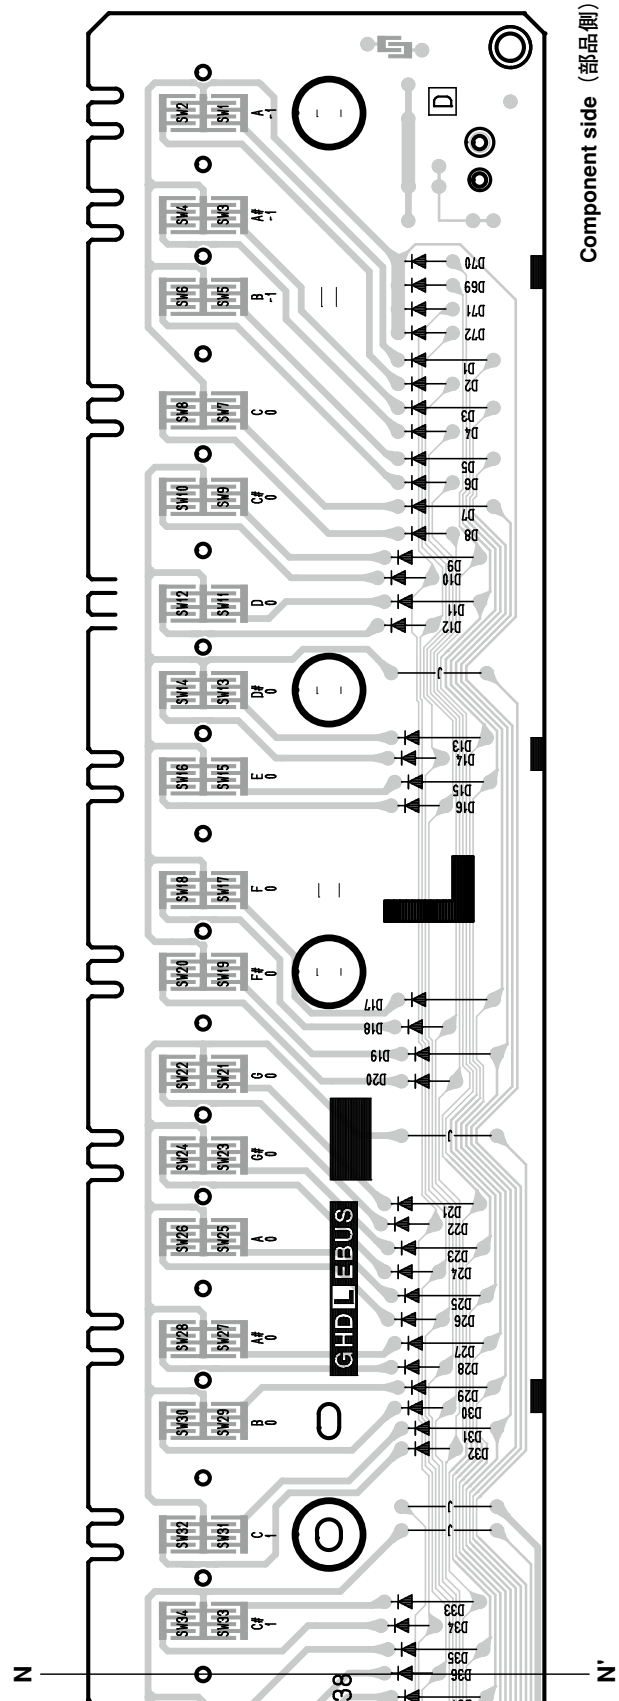 Component side（部品側）
D
SW2 SW1 A -1
SW4 SW3 A# -1
SW6 SW5 B -1
SW8 SW7 C 0
SW10 SW9 C# 0
SW12 SW11 D 0
SW14 SW13 D# 0
SW16 SW15 E 0
SW18 SW17 F 0
SW20 SW19 F# 0
SW22 SW21 G 0
SW24 SW23 G# 0
SW26 SW25 A 0
SW28 SW27 A# 0
SW30 SW29 B 0
SW32 SW31 C 1
SW34 SW33 C# 1
D70
D69
D71
D72
D1
D2
D3
D4
D5
D6
D7
D8
D9
D10
D11
D12
J
D13
D14
D15
D16
D17
D18
D19
D20
J
D21
D22
D23
D24
D25
D26
D27
D28
D29
D30
D31
D32
J
J
D33
D34
D35
D36
GHD L EBUS
38
N N'